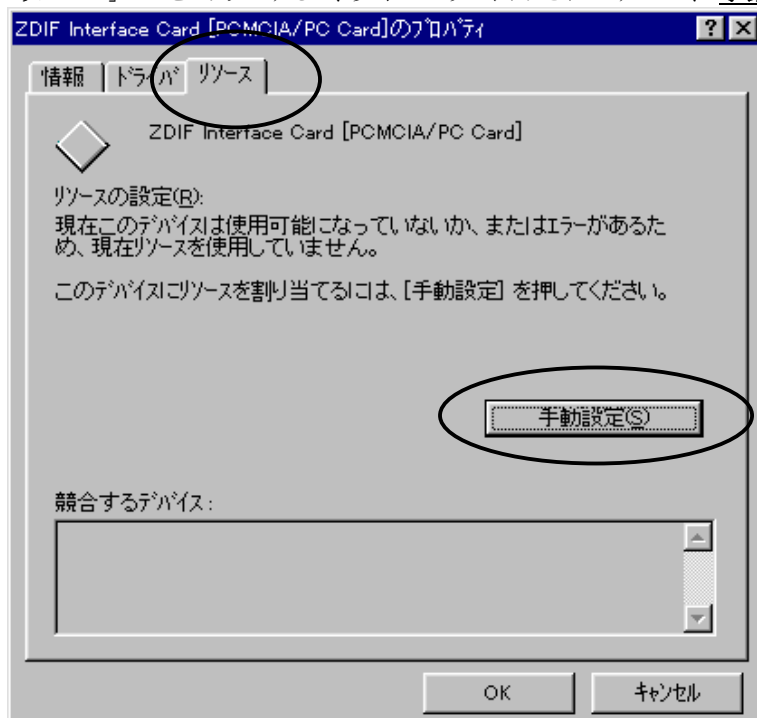 ZDIF Interface Card [PCMCIA/PC Card]のﾌﾟﾛﾊﾟﾃｨ
情報 ﾄﾞﾗｲﾊﾞ ﾘｿｰｽ
ZDIF Interface Card [PCMCIA/PC Card]
ﾘｿｰｽの設定(R):
現在このﾃﾞﾊﾞｲｽは使用可能になっていないか、またはｴﾗｰがあるた
め、現在ﾘｿｰｽを使用していません。
このﾃﾞﾊﾞｲｽにﾘｿｰｽを割り当てるには、[手動設定] を押してください。
手動設定(S)
競合するﾃﾞﾊﾞｲｽ:
OK ｷｬﾝｾﾙ